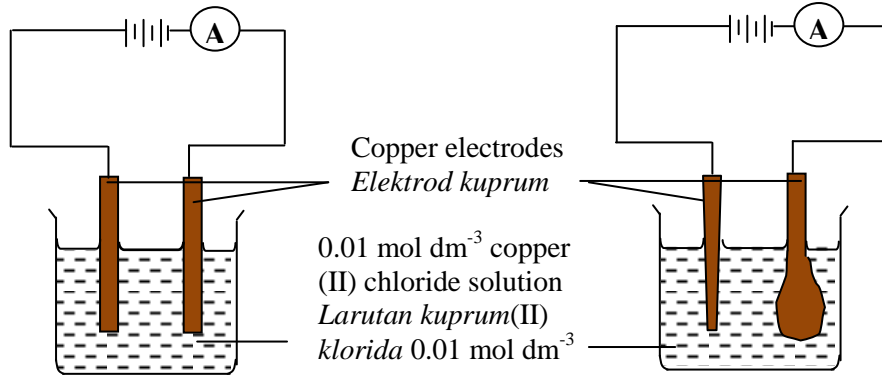 A
A
Copper electrodes
Elektrod kuprum
0.01 mol dm⁻³ copper
(II) chloride solution
Larutan kuprum(II)
klorida 0.01 mol dm⁻³